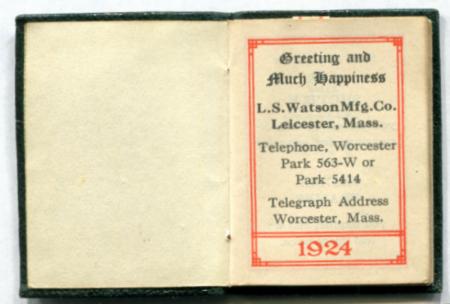 Greeting and
Much Happiness
L.S. Watson Mfg. Co.
Leicester, Mass.
Telephone, Worcester
Park 563-W or
Park 5414
Telegraph Address
Worcester, Mass.
1924